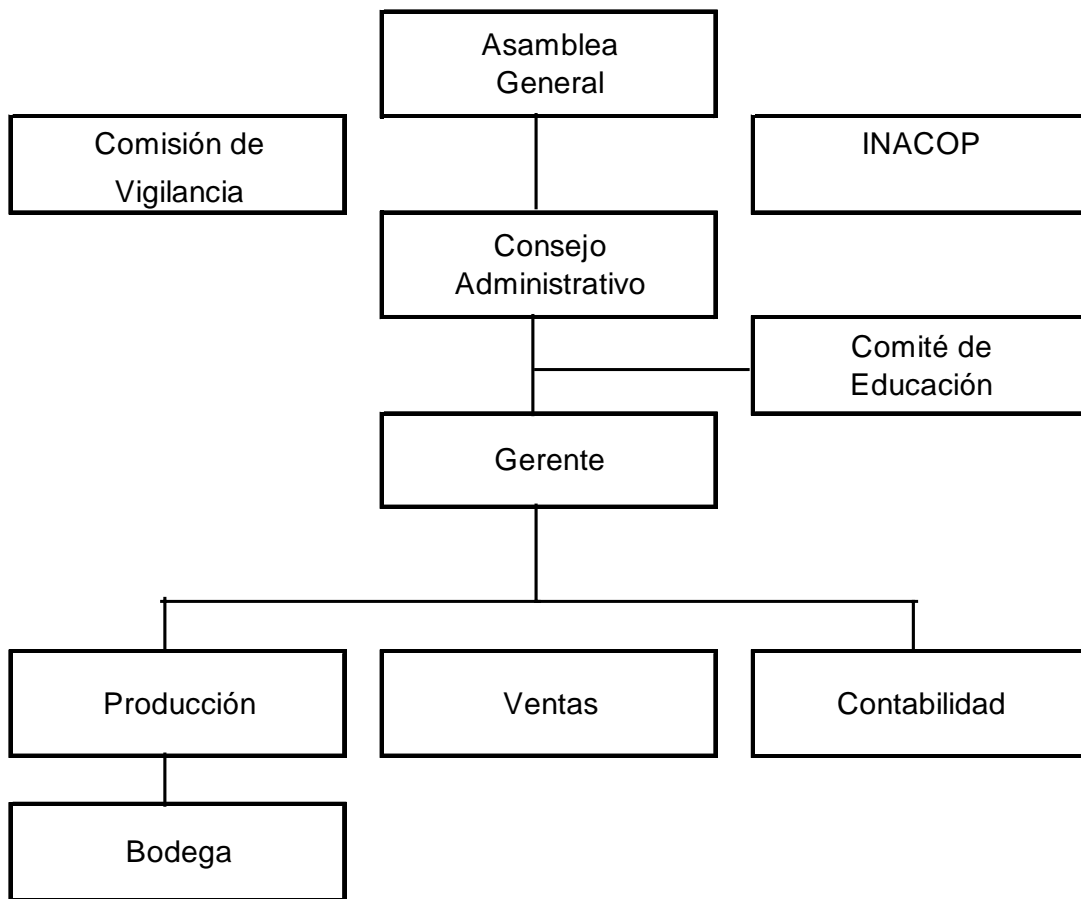 Asamblea
General
Comisión de
Vigilancia
INACOP
Consejo
Administrativo
Comité de
Educación
Gerente
Producción
Ventas
Contabilidad
Bodega